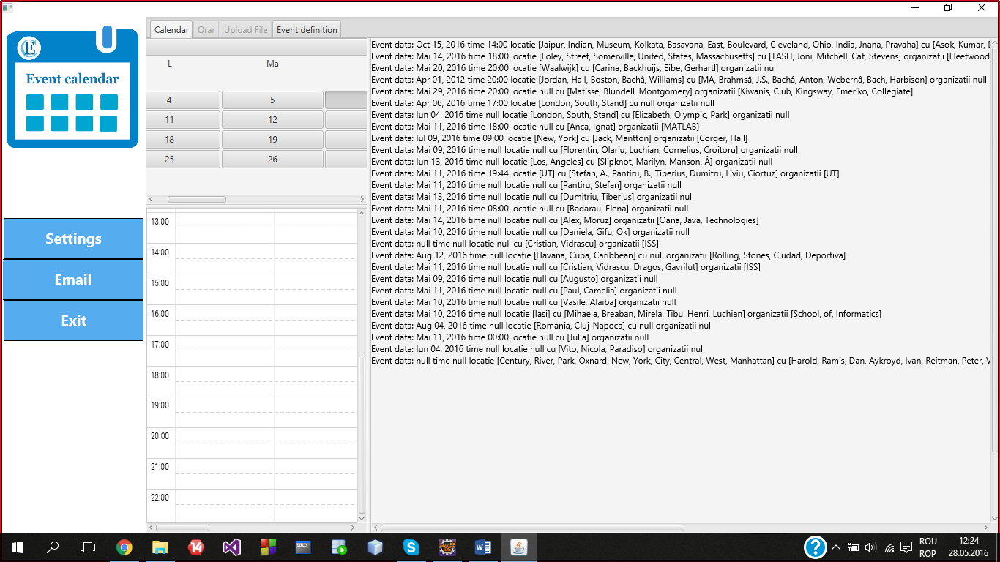 E
Event calendar
Settings
Email
Exit
Calendar Orar Upload File Event definition
L Ma
4 5
11 12
18 19
25 26
13:00
14:00
15:00
16:00
17:00
18:00
19:00
20:00
21:00
22:00
Event data: Oct 15, 2016 time 14:00 locatie [Jaipur, Indian, Museum, Kolkata, Basavana, East, Boulevard, Cleveland, Ohio, India, Jnana, Pravaha] cu [Asok, Kumar,
Event data: Mai 14, 2016 time 18:00 locatie [Foley, Street, Somerville, United, States, Massachusetts] cu [TASH, Joni, Mitchell, Cat, Stevens] organizatii [Fleetwood,
Event data: Mai 20, 2016 time 20:00 locatie [Waalwijk] cu [Carina, Backhuijs, Eibe, Gerhartl] organizatii null
Event data: Apr 01, 2012 time 20:00 locatie [Jordan, Hall, Boston, Bachâ, Williams] cu [MA, Brahmsâ, J.S., Bachâ, Anton, Webernâ, Bach, Harbison] organizatii null
Event data: Mai 29, 2016 time 20:00 locatie null cu [Matisse, Blundell, Montgomery] organizatii [Kiwanis, Club, Kingsway, Emeriko, Collegiate]
Event data: Apr 06, 2016 time 17:00 locatie [London, South, Stand] cu null organizatii null
Event data: Iun 04, 2016 time null locatie [London, South, Stand] cu [Elizabeth, Olympic, Park] organizatii null
Event data: Mai 11, 2016 time 18:00 locatie null cu [Anca, Ignat] organizatii [MATLAB]
Event data: Iul 09, 2016 time 09:00 locatie [New, York] cu [Jack, Mantton] organizatii [Corger, Hall]
Event data: Mai 09, 2016 time null locatie null cu [Florentin, Olariu, Luchian, Cornelius, Croitoru] organizatii null
Event data: Iun 13, 2016 time null locatie [Los, Angeles] cu [Slipknot, Marilyn, Manson, Â] organizatii null
Event data: Mai 11, 2016 time 19:44 locatie [UT] cu [Stefan, A., Pantiru, B., Tiberius, Dumitru, Liviu, Ciortuz] organizatii [UT]
Event data: Mai 11, 2016 time null locatie null cu [Pantiru, Stefan] organizatii null
Event data: Mai 13, 2016 time null locatie null cu [Dumitriu, Tiberius] organizatii null
Event data: Mai 11, 2016 time 08:00 locatie null cu [Badarau, Elena] organizatii null
Event data: Mai 14, 2016 time null locatie null cu [Alex, Moruz] organizatii [Oana, Java, Technologies]
Event data: Mai 10, 2016 time null locatie null cu [Daniela, Gifu, Ok] organizatii null
Event data: null time null locatie null cu [Cristian, Vidrascu] organizatii [ISS]
Event data: Aug 12, 2016 time null locatie [Havana, Cuba, Caribbean] cu null organizatii [Rolling, Stones, Ciudad, Deportiva]
Event data: Mai 11, 2016 time null locatie null cu [Cristian, Vidrascu, Dragos, Gavrilut] organizatii [ISS]
Event data: Mai 09, 2016 time null locatie null cu [Augusto] organizatii null
Event data: Mai 11, 2016 time null locatie null cu [Paul, Camelia] organizatii null
Event data: Mai 10, 2016 time null locatie null cu [Vasile, Alaiba] organizatii null
Event data: Mai 10, 2016 time null locatie [Iasi] cu [Mihaela, Breaban, Mirela, Tibu, Henri, Luchian] organizatii [School, of, Informatics]
Event data: Aug 04, 2016 time null locatie [Romania, Cluj-Napoca] cu null organizatii null
Event data: Mai 11, 2016 time 00:00 locatie null cu [Julia] organizatii null
Event data: Iun 04, 2016 time null locatie null cu [Vito, Nicola, Paradiso] organizatii null
Event data: null time null locatie [Century, River, Park, Oxnard, New, York, City, Central, West, Manhattan] cu [Harold, Ramis, Dan, Aykroyd, Ivan, Reitman, Peter, V
14
SQL
JAVA EE
IDE
ROU
ROP
12:24
28.05.2016